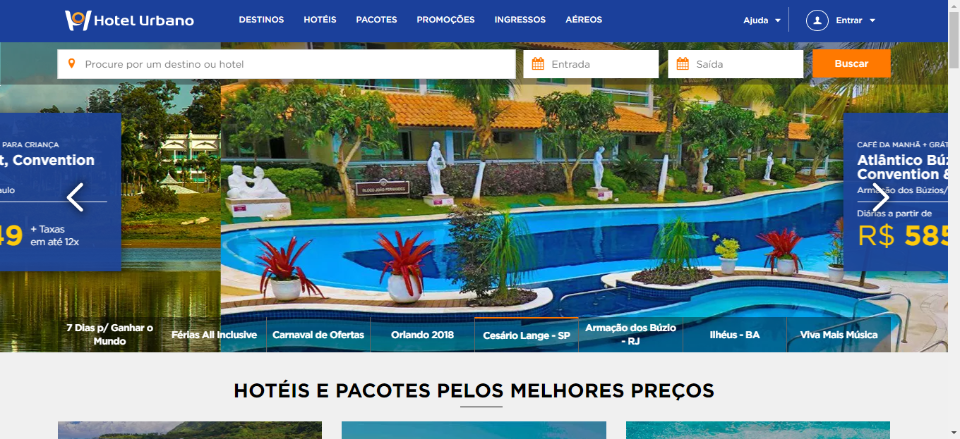 Hotel Urbano
DESTINOS HOTÉIS PACOTES PROMOÇÕES INGRESSOS AÉREOS
Ajuda
Entrar
Procure por um destino ou hotel
Entrada
Saída
Buscar
PARA CRIANÇA
t, Convention
aulo
49
+ Taxas
em até 12x
CAFÉ DA MANHÃ + GRÁT
Atlântico Búz
Convention &
Armação dos Búzios/
Diárias a partir de
R$ 585
7 Dias p/ Ganhar o
Mundo
Férias All Inclusive
Carnaval de Ofertas
Orlando 2018
Cesário Lange - SP
Armação dos Búzio
- RJ
Ilhéus - BA
Viva Mais Música
HOTÉIS E PACOTES PELOS MELHORES PREÇOS